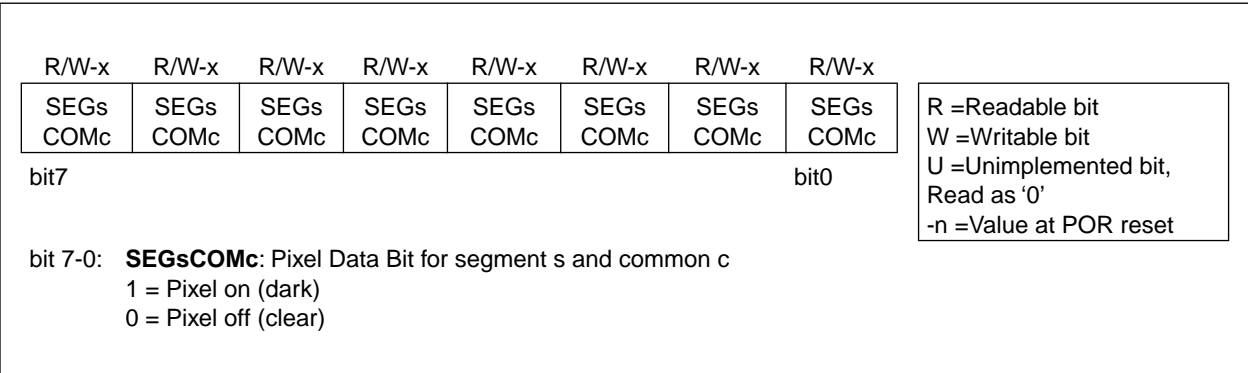 R/W-x R/W-x R/W-x R/W-x R/W-x R/W-x R/W-x R/W-x
SEGs SEGs SEGs SEGs SEGs SEGs SEGs SEGs
COMc COMc COMc COMc COMc COMc COMc COMc
bit7 bit0
R =Readable bit
W =Writable bit
U =Unimplemented bit,
Read as ‘0’
-n =Value at POR reset
bit 7-0: SEGsCOMc: Pixel Data Bit for segment s and common c
1 = Pixel on (dark)
0 = Pixel off (clear)